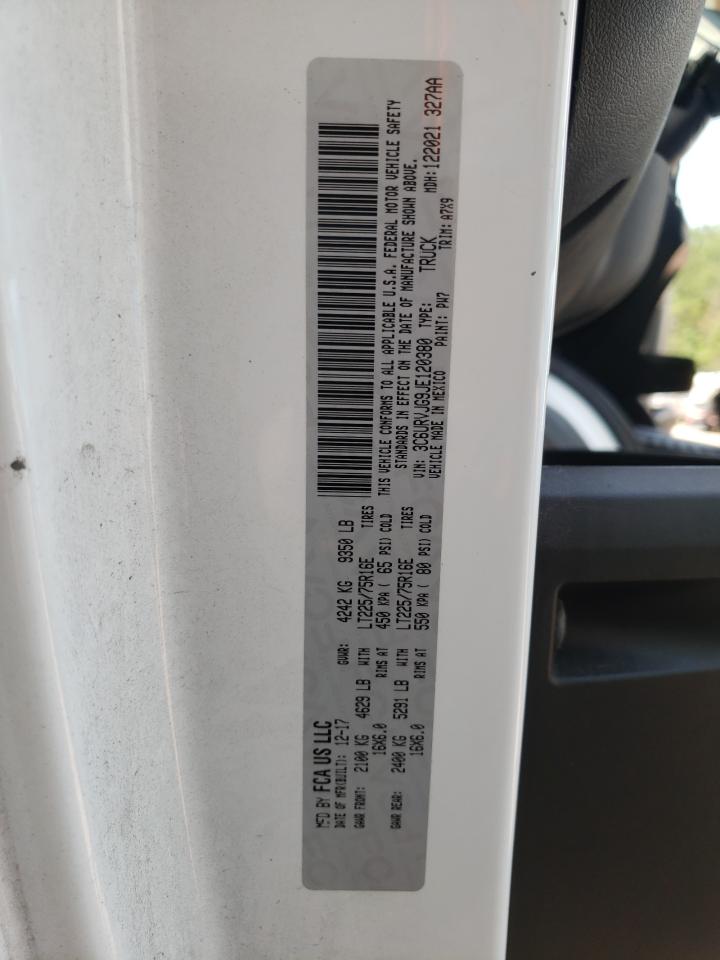 MFD BY FCA US LLC
DATE OF MFR(BUILT): 12-17 GVWR: 4242 KG 9350 LB
GAWR FRONT: 2100 KG 4629 LB WITH LT225/75R16E TIRES
16X6.0 RIMS AT 450 KPA ( 65 PSI) COLD
GAWR REAR: 2400 KG 5291 LB WITH LT225/75R16E TIRES
16X6.0 RIMS AT 550 KPA ( 80 PSI) COLD
THIS VEHICLE CONFORMS TO ALL APPLICABLE U.S.A. FEDERAL MOTOR VEHICLE SAFETY
STANDARDS IN EFFECT ON THE DATE OF MANUFACTURE SHOWN ABOVE.
VIN: 3C6URVJG9JE120380 TYPE: TRUCK MDH: 122021 327AA
VEHICLE MADE IN MEXICO PAINT: PW7 TRIM: A7X9